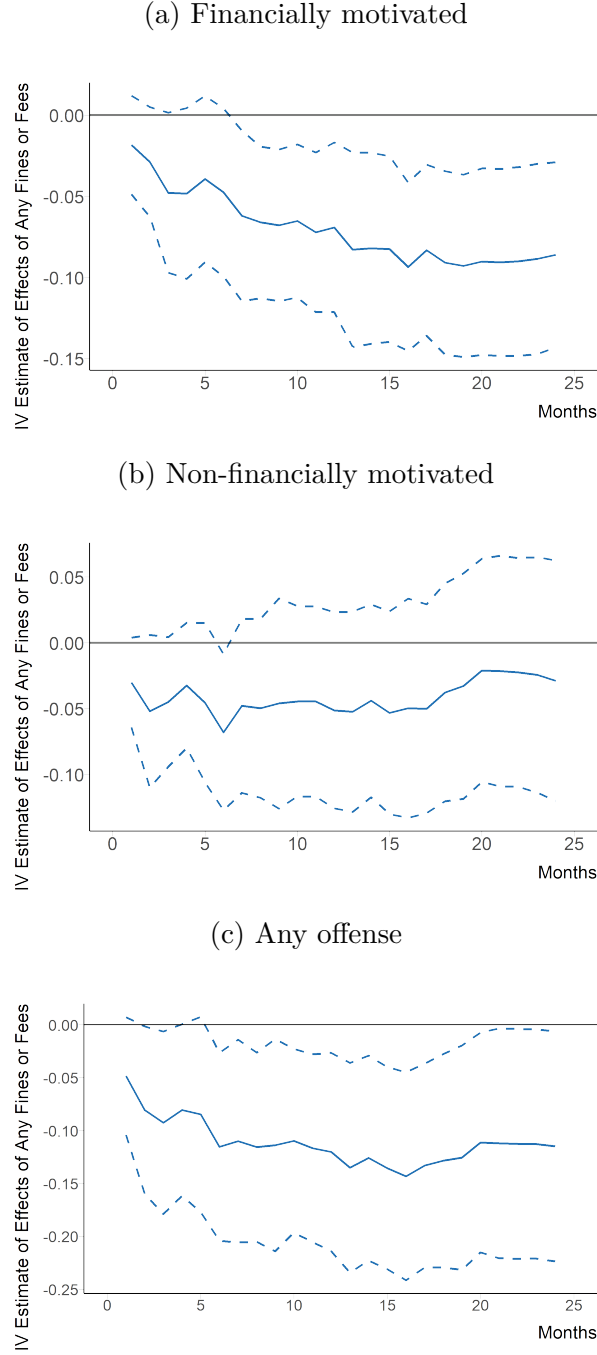 (a) Financially motivated
IV Estimate of Effects of Any Fines or Fees
0.00
-0.05
-0.10
-0.15
0 5 10 15 20 25
Months
(b) Non-financially motivated
IV Estimate of Effects of Any Fines or Fees
0.05
0.00
-0.05
-0.10
0 5 10 15 20 25
Months
(c) Any offense
IV Estimate of Effects of Any Fines or Fees
0.00
-0.05
-0.10
-0.15
-0.20
-0.25
0 5 10 15 20 25
Months